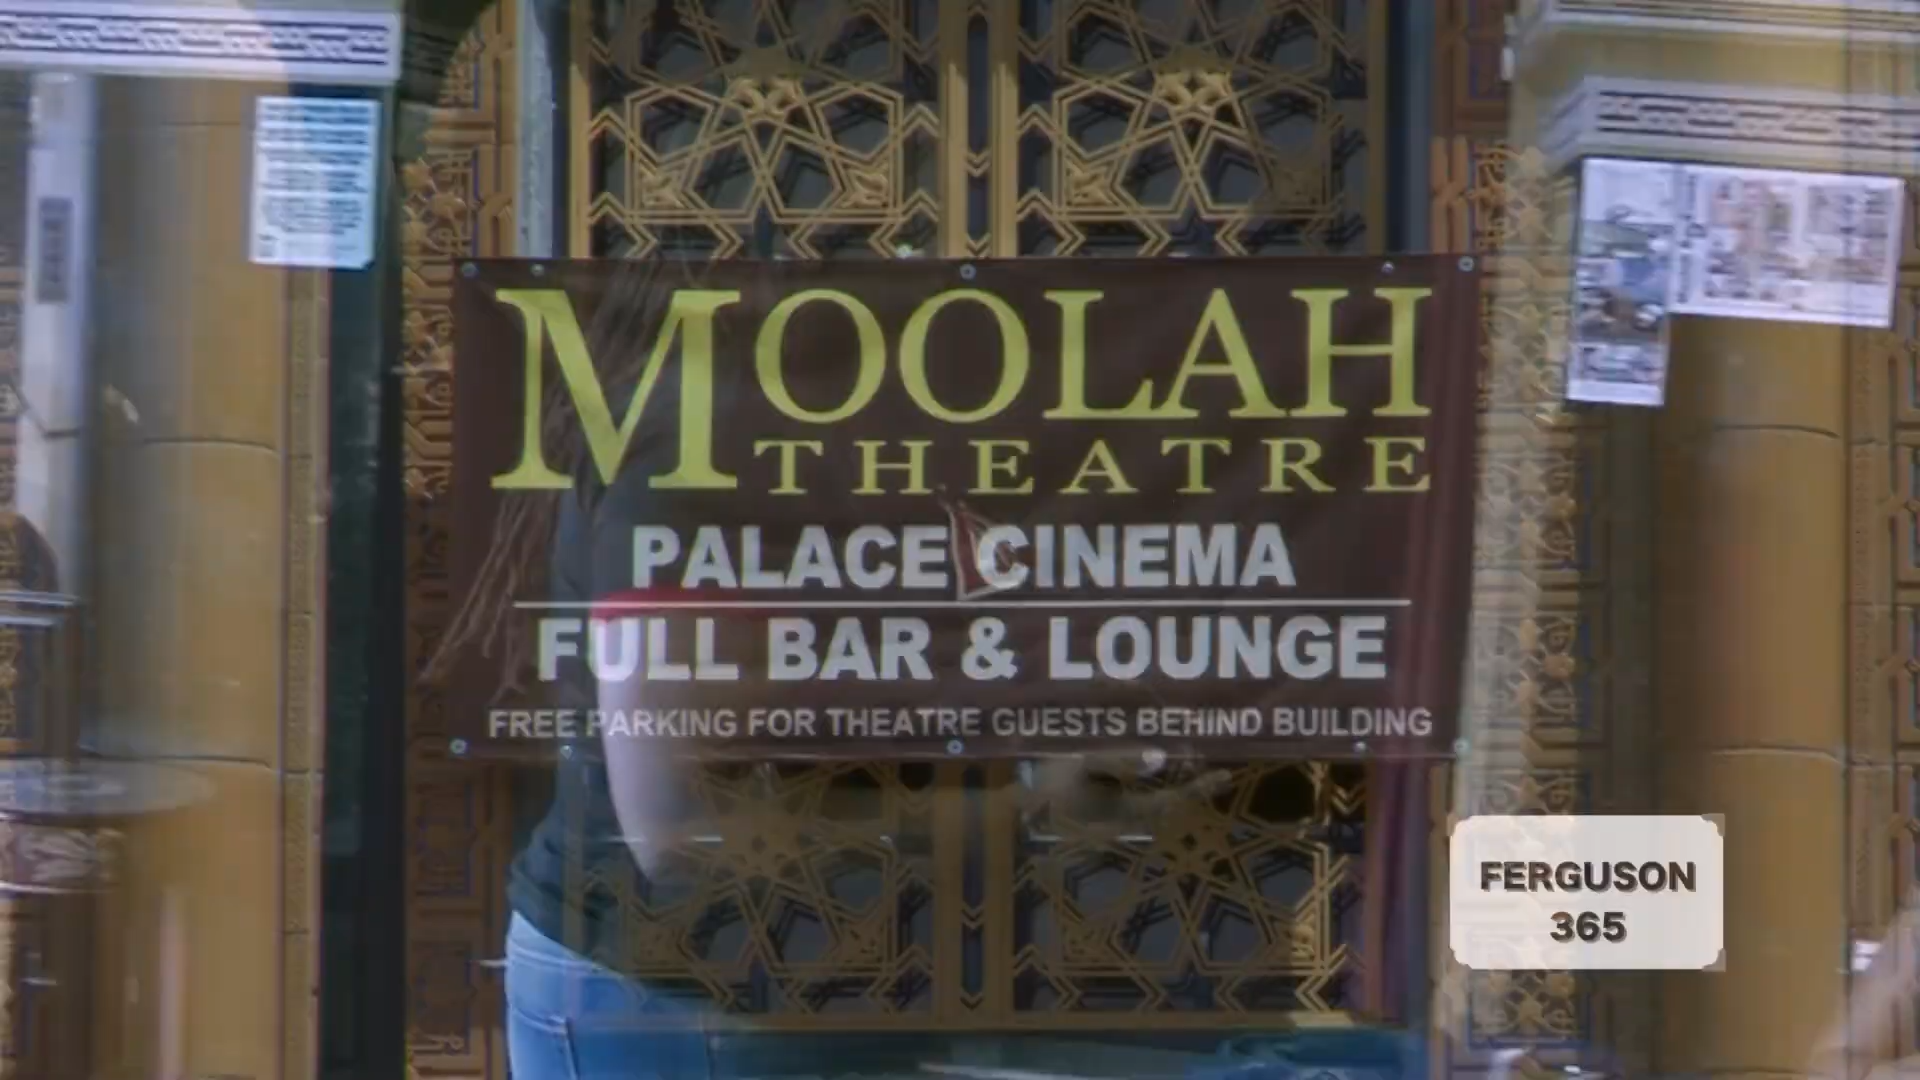 MOOLAH
THEATRE
PALACE CINEMA
FULL BAR & LOUNGE
FREE PARKING FOR THEATRE GUESTS BEHIND BUILDING
FERGUSON
365